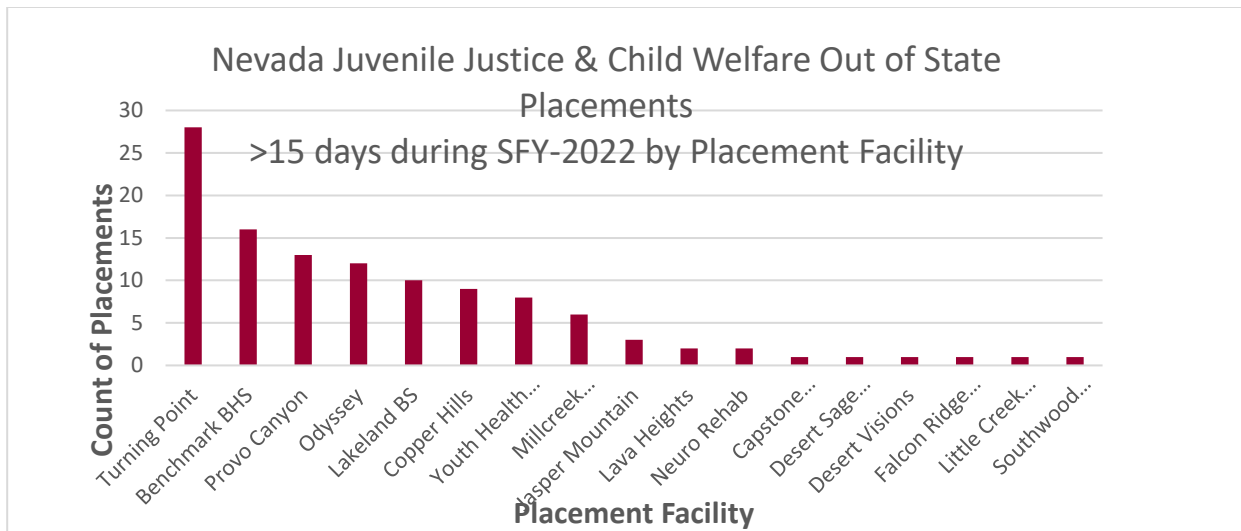 Nevada Juvenile Justice & Child Welfare Out of State
Placements
>15 days during SFY-2022 by Placement Facility
30
25
20
15
10
5
0
Count of Placements
Turning Point
Benchmark BHS
Provo Canyon
Odyssey
Lakeland BS
Copper Hills
Youth Health...
Millcreek...
Jasper Mountain
Lava Heights
Neuro Rehab
Capstone...
Desert Sage...
Desert Visions
Falcon Ridge...
Little Creek...
Southwood...
Placement Facility